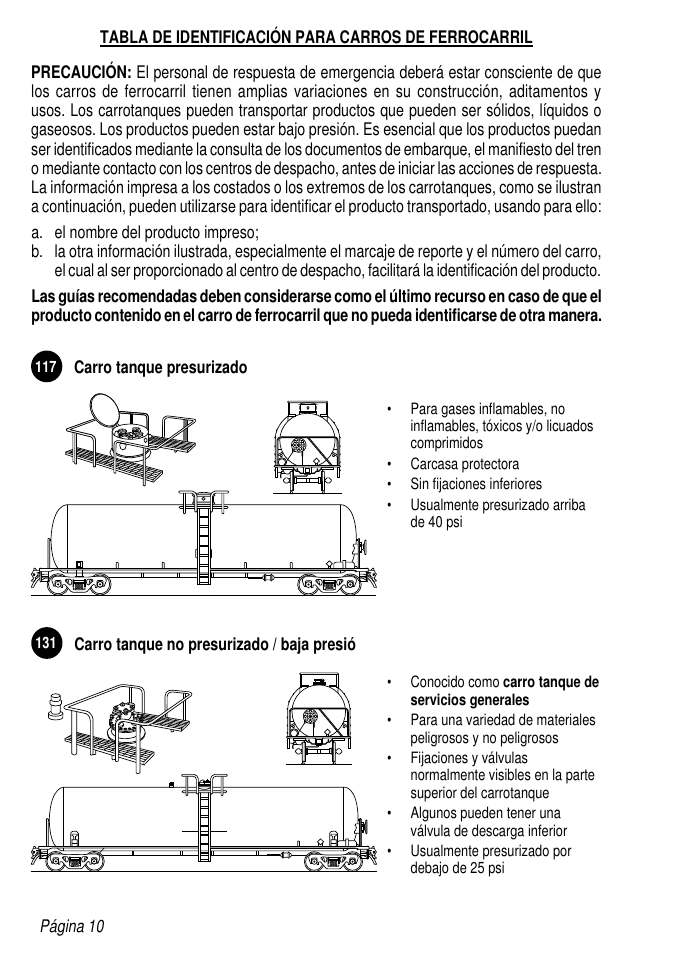 TABLA DE IDENTIFICACIÓN PARA CARROS DE FERROCARRIL
PRECAUCIÓN: El personal de respuesta de emergencia deberá estar consciente de que
los carros de ferrocarril tienen amplias variaciones en su construcción, aditamentos y
usos. Los carrotanques pueden transportar productos que pueden ser sólidos, líquidos o
gaseosos. Los productos pueden estar bajo presión. Es esencial que los productos puedan
ser identificados mediante la consulta de los documentos de embarque, el manifiesto del tren
o mediante contacto con los centros de despacho, antes de iniciar las acciones de respuesta.
La información impresa a los costados o los extremos de los carrotanques, como se ilustran
a continuación, pueden utilizarse para identificar el producto transportado, usando para ello:
a. el nombre del producto impreso;
b. la otra información ilustrada, especialmente el marcaje de reporte y el número del carro,
el cual al ser proporcionado al centro de despacho, facilitará la identificación del producto.
Las guías recomendadas deben considerarse como el último recurso en caso de que el
producto contenido en el carro de ferrocarril que no pueda identificarse de otra manera.
117 Carro tanque presurizado
• Para gases inflamables, no
inflamables, tóxicos y/o licuados
comprimidos
• Carcasa protectora
• Sin fijaciones inferiores
• Usualmente presurizado arriba
de 40 psi
131 Carro tanque no presurizado / baja presió
• Conocido como carro tanque de
servicios generales
• Para una variedad de materiales
peligrosos y no peligrosos
• Fijaciones y válvulas
normalmente visibles en la parte
superior del carrotanque
• Algunos pueden tener una
válvula de descarga inferior
• Usualmente presurizado por
debajo de 25 psi
Página 10